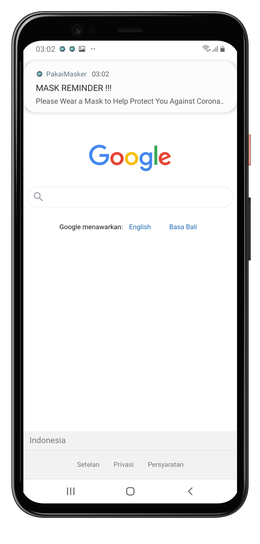 03:02
PakaiMasker 03:02
MASK REMINDER !!!
Please Wear a Mask to Help Protect You Against Corona..
Google
Google menawarkan: English Basa Bali
Indonesia
Setelan Privasi Persyaratan